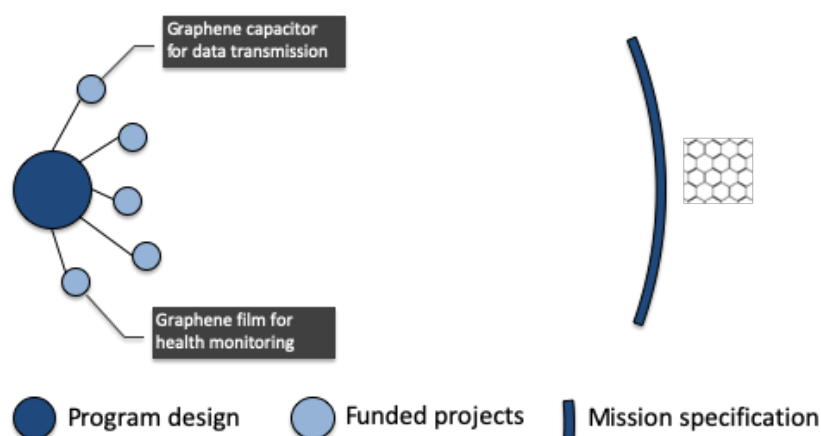 Graphene capacitor
for data transmission
Graphene film for
health monitoring
Program design
Funded projects
Mission specification